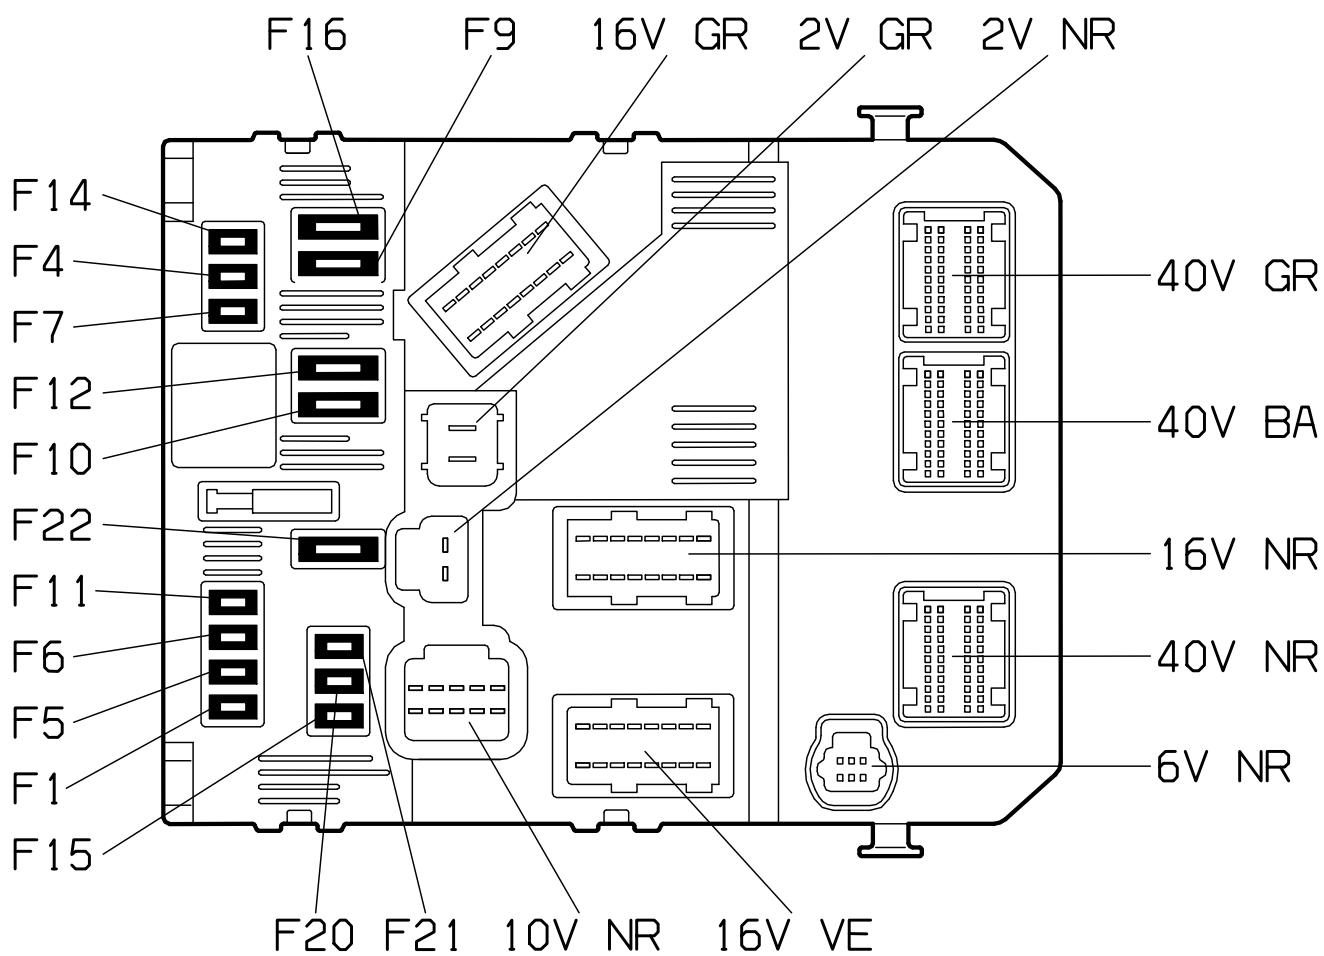 F16 F9 16V GR 2V GR 2V NR
F14
F4
40V GR
F7
F12
40V BA
F10
F22
16V NR
F11
F6
40V NR
F5
6V NR
F1
F15
F20 F21 10V NR 16V VE